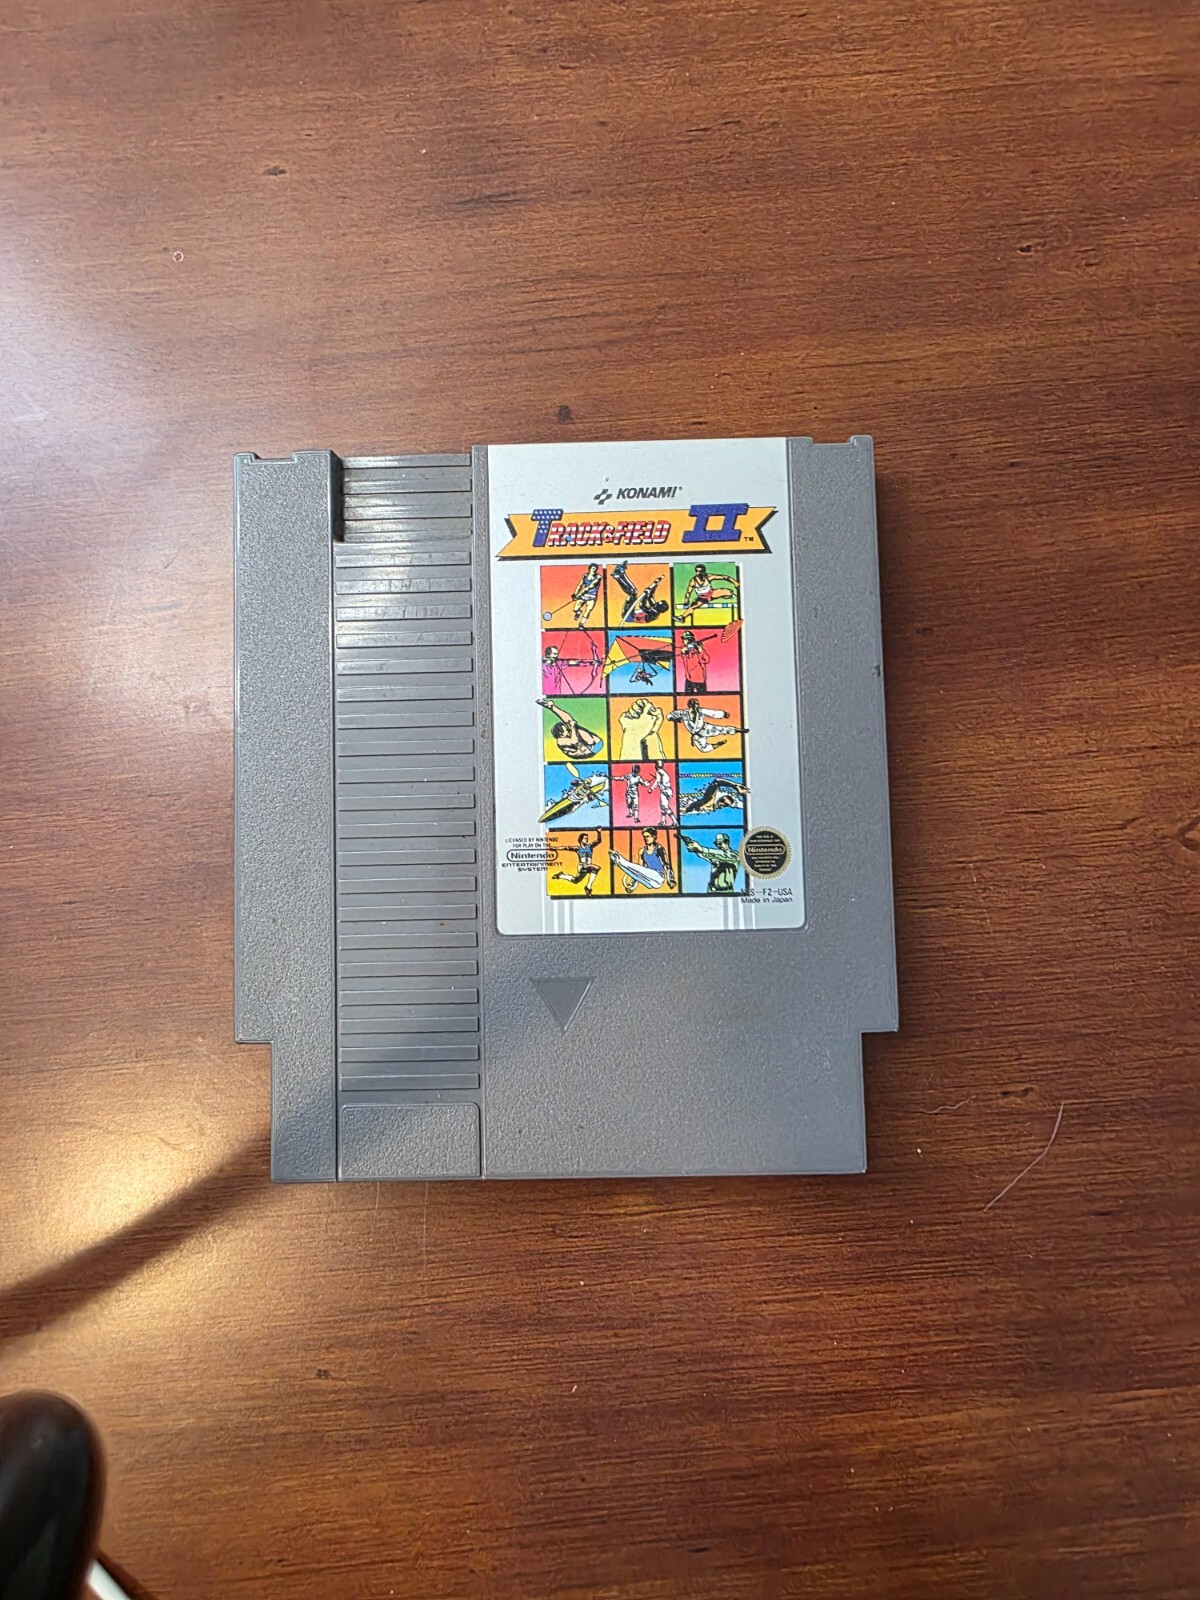 KONAMI®
TRACK & FIELD II™
LICENSED BY NINTENDO
FOR PLAY ON THE
Nintendo
ENTERTAINMENT
SYSTEM
Nintendo
-F2-USA
Made in Japan